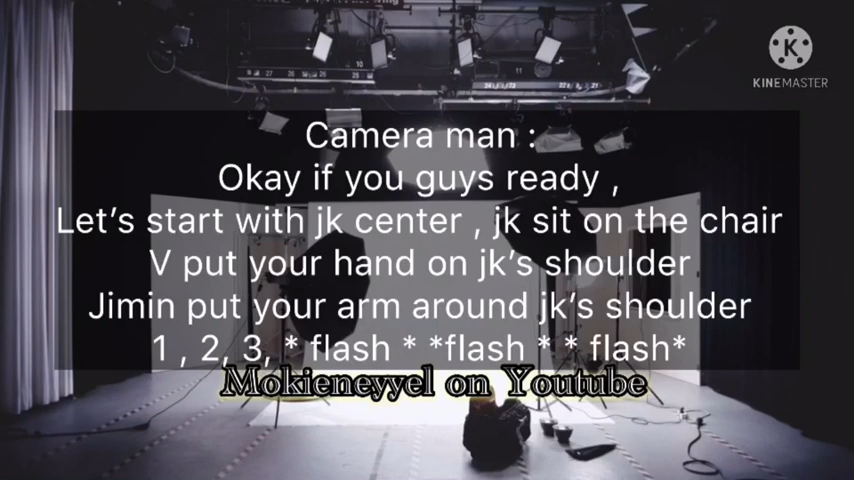 KINEMASTER
Camera man :
Okay if you guys ready ,
Let’s start with jk center , jk sit on the chair
V put your hand on jk’s shoulder
Jimin put your arm around jk’s shoulder
1 , 2, 3, * flash * *flash * * flash*
Mokieneyyel on Youtube